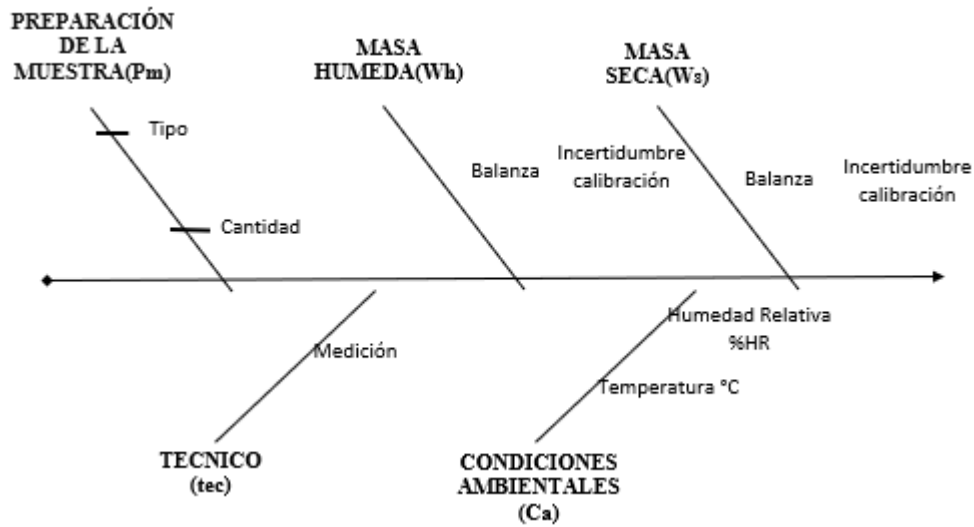 PREPARACIÓN
DE LA
MUESTRA(Pm)
MASA
HUMEDA(Wh)
MASA
SECA(Ws)
Tipo
Cantidad
Balanza
Incertidumbre
calibración
Balanza
Incertidumbre
calibración
Medición
Humedad Relativa
%HR
Temperatura °C
TECNICO
(tec)
CONDICIONES
AMBIENTALES
(Ca)